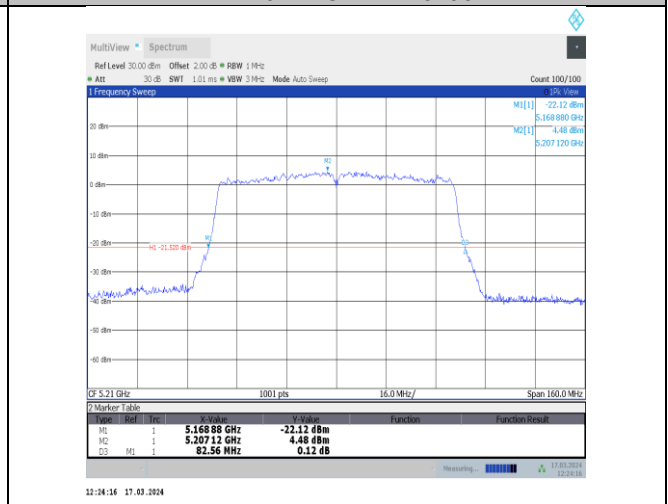 MultiView Spectrum
Ref Level 30.00 dBm Offset 2.00 dB RBW 1 MHz
Att 30 dB SWT 1.01 ms VBW 3 MHz Mode Auto Sweep Count 100/100
1 Frequency Sweep 1Pk View
M1[1] -22.12 dBm
5.168 880 GHz
20 dBm M2[1] 4.48 dBm
5.207 120 GHz
10 dBm
M2
0 dBm
-10 dBm
-20 dBm M1 D3
H1 -21.520 dBm
-30 dBm
-40 dBm
-50 dBm
-60 dBm
CF 5.21 GHz 1001 pts 16.0 MHz/ Span 160.0 MHz
2 Marker Table
Type Ref Trc X-Value Y-Value Function Function Result
M1 1 5.168 88 GHz -22.12 dBm
M2 1 5.207 12 GHz 4.48 dBm
D3 M1 1 82.56 MHz 0.12 dB
Measuring... 17.03.2024
12:24:16
12:24:16 17.03.2024